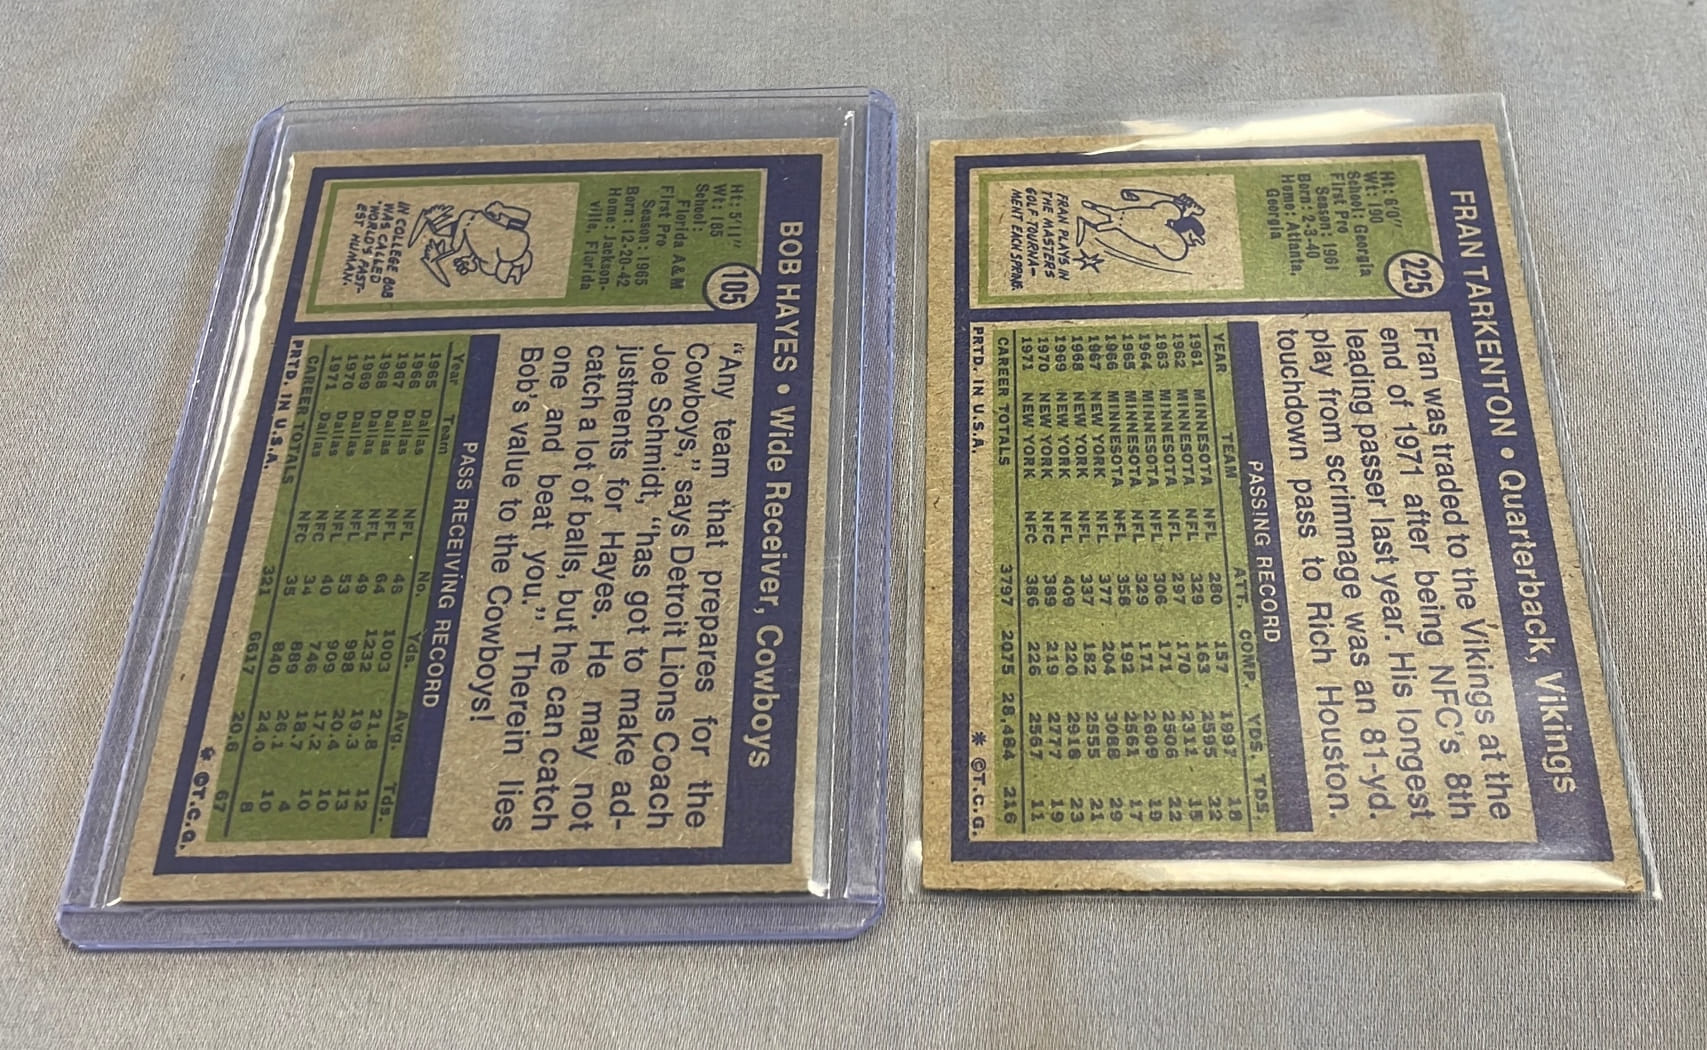 BOB HAYES • Wide Receiver, Cowboys
105
Ht: 5'11"
Wt: 185
School:
Florida A & M
First Pro
Season: 1965
Born: 12-20-42
Home: Jackson-
ville, Florida
IN COLLEGE BOB
WAS CALLED
"WORLD'S FAST-
EST HUMAN."
"Any team that prepares for the
Cowboys," says Detroit Lions Coach
Joe Schmidt, "has got to make ad-
justments for Hayes. He may not
catch a lot of balls, but he can catch
one and beat you." Therein lies
Bob's value to the Cowboys!
PASS RECEIVING RECORD
Year Team No. Yds. Avg. Tds.
1965 Dallas NFL 46 1003 21.8 12
1966 Dallas NFL 64 1232 19.3 13
1967 Dallas NFL 49 998 20.4 10
1968 Dallas NFL 53 909 17.2 10
1969 Dallas NFL 40 746 18.7 4
1970 Dallas NFC 34 889 26.1 10
1971 Dallas NFC 35 840 24.0 8
CAREER TOTALS 321 6617 20.6 67
PRTD. IN U.S.A. * ©T.C.G.
FRAN TARKENTON • Quarterback, Vikings
225
Ht: 6'0"
Wt: 190
School: Georgia
First Pro
Season: 1961
Born: 2-3-40
Home: Atlanta,
Georgia
FRAN PLAYS IN
THE MASTERS
GOLF TOURNA-
MENT EACH SPRING.
Fran was traded to the Vikings at the
end of 1971 after being NFC's 8th
leading passer last year. His longest
play from scrimmage was an 81-yd.
touchdown pass to Rich Houston.
PASSING RECORD
YEAR TEAM ATT. COMP. YDS. TDS.
1961 MINNESOTA NFL 280 157 1997 18
1962 MINNESOTA NFL 329 163 2595 22
1963 MINNESOTA NFL 297 170 2311 15
1964 MINNESOTA NFL 306 171 2506 22
1965 MINNESOTA NFL 329 171 2609 19
1966 MINNESOTA NFL 358 192 2561 17
1967 NEW YORK NFL 377 204 3088 29
1968 NEW YORK NFL 337 182 2555 21
1969 NEW YORK NFL 409 220 2918 23
1970 NEW YORK NFC 389 219 2777 19
1971 NEW YORK NFC 386 226 2567 11
CAREER TOTALS 3797 2075 28,484 216
PRTD. IN U.S.A. * ©T.C.G.